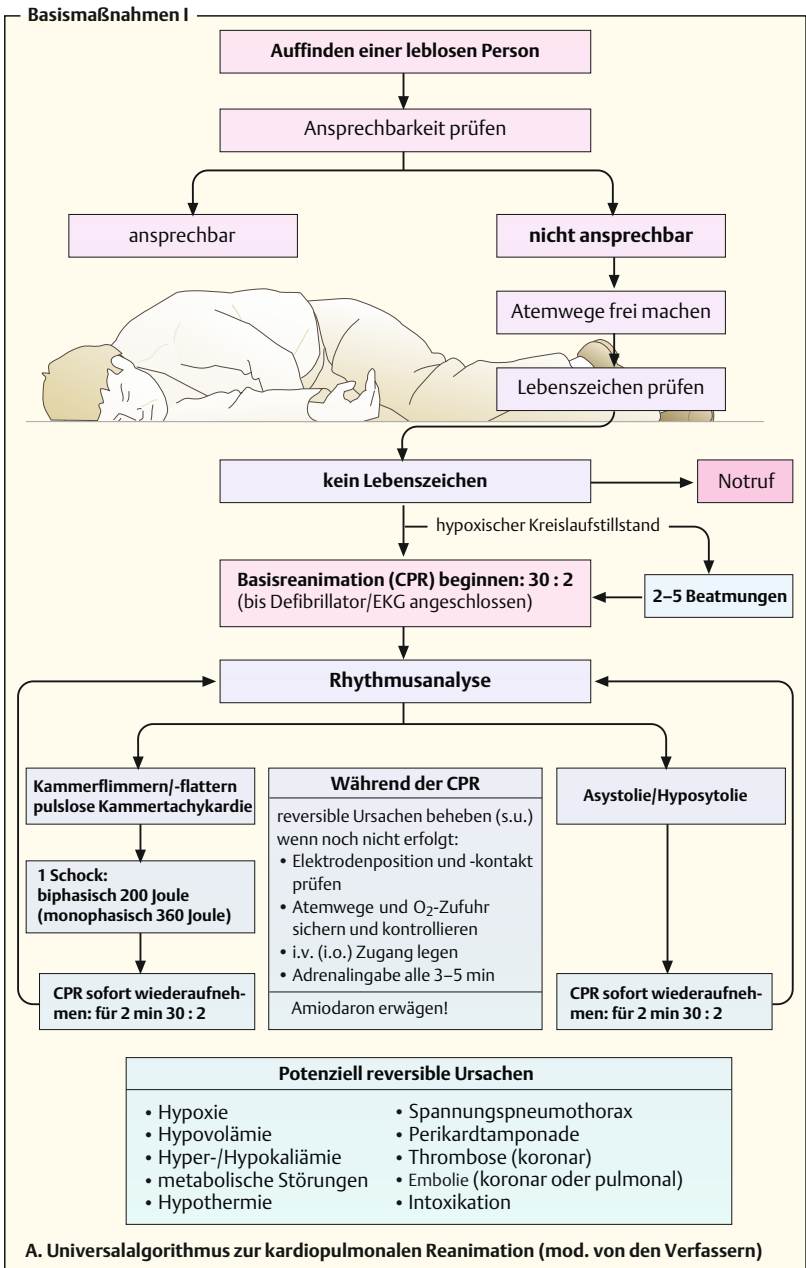 Basismaßnahmen I
Auffinden einer leblosen Person
Ansprechbarkeit prüfen
ansprechbar
nicht ansprechbar
Atemwege frei machen
Lebenszeichen prüfen
kein Lebenszeichen
Notruf
hypoxischer Kreislaufstillstand
Basisreanimation (CPR) beginnen: 30 : 2
(bis Defibrillator/EKG angeschlossen)
2–5 Beatmungen
Rhythmusanalyse
Kammerflimmern/-flattern
pulslose Kammertachykardie
1 Schock:
biphasisch 200 Joule
(monophasisch 360 Joule)
CPR sofort wiederaufneh-
men: für 2 min 30 : 2
Während der CPR
reversible Ursachen beheben (s.u.)
wenn noch nicht erfolgt:
• Elektrodenposition und -kontakt
prüfen
• Atemwege und O2-Zufuhr
sichern und kontrollieren
• i.v. (i.o.) Zugang legen
• Adrenalingabe alle 3–5 min
Amiodaron erwägen!
Asystolie/Hyposytolie
CPR sofort wiederaufneh-
men: für 2 min 30 : 2
Potenziell reversible Ursachen
• Hypoxie
• Hypovolämie
• Hyper-/Hypokaliämie
• metabolische Störungen
• Hypothermie
• Spannungspneumothorax
• Perikardtamponade
• Thrombose (koronar)
• Embolie (koronar oder pulmonal)
• Intoxikation
A. Universalalgorithmus zur kardiopulmonalen Reanimation (mod. von den Verfassern)